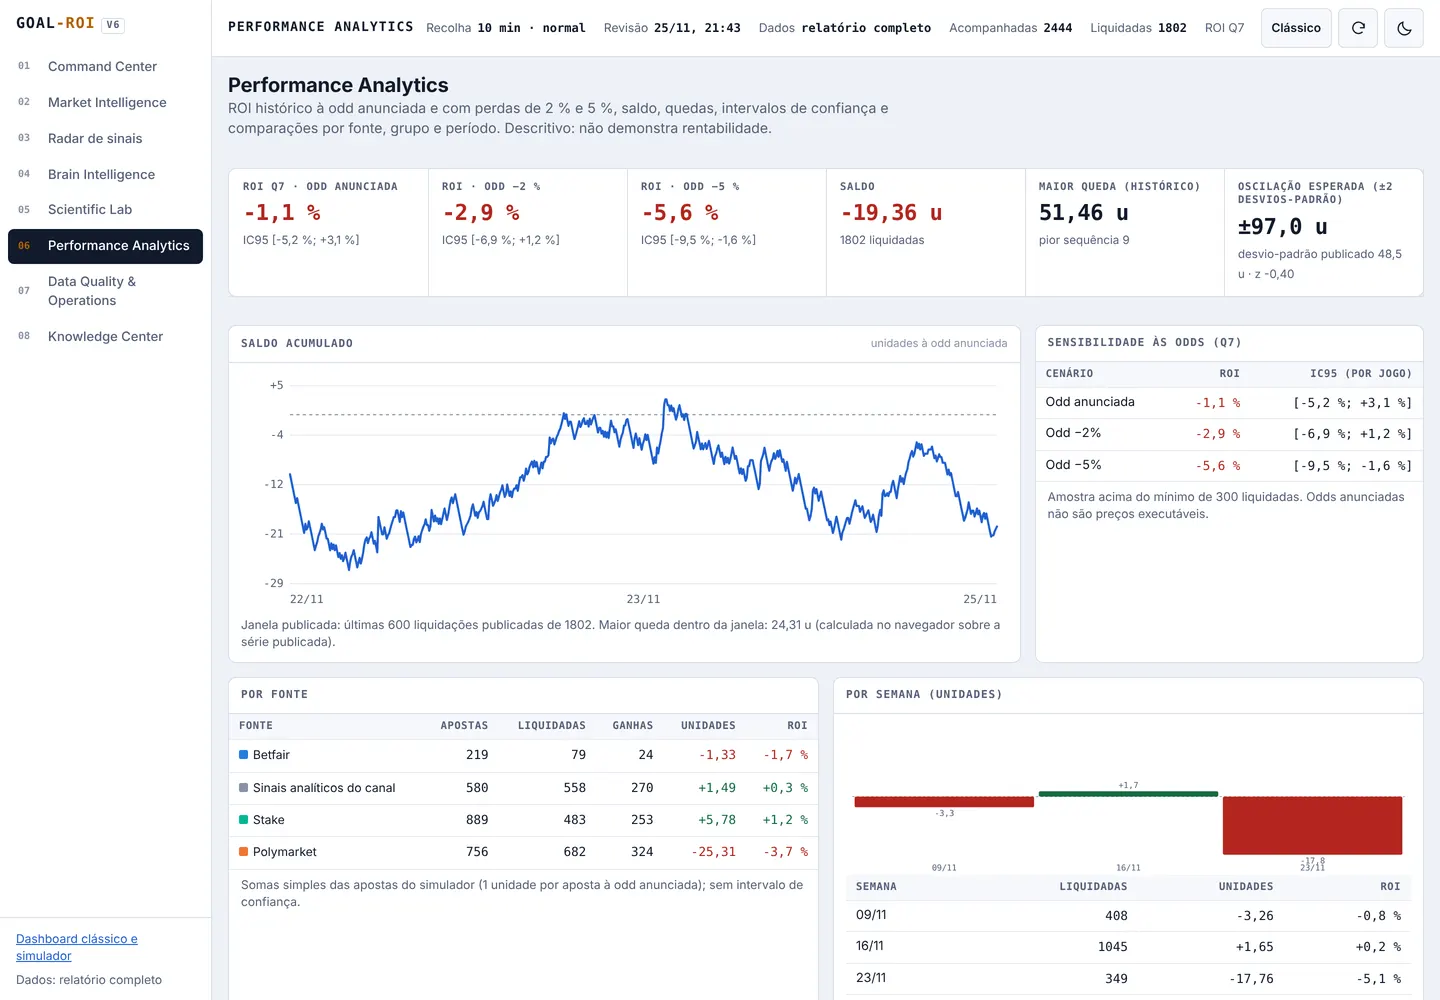 GOAL-ROI V6
01 Command Center
02 Market Intelligence
03 Radar de sinais
04 Brain Intelligence
05 Scientific Lab
06 Performance Analytics
07 Data Quality &
Operations
08 Knowledge Center
Dashboard clássico e
simulador
Dados: relatório completo
PERFORMANCE ANALYTICS Recolha 10 min · normal Revisão 25/11, 21:43 Dados relatório completo Acompanhadas 2444 Liquidadas 1802 ROI Q7 Clássico
Performance Analytics
ROI histórico à odd anunciada e com perdas de 2 % e 5 %, saldo, quedas, intervalos de confiança e
comparações por fonte, grupo e período. Descritivo: não demonstra rentabilidade.
ROI Q7 · ODD ANUNCIADA
-1,1 %
IC95 [-5,2 %; +3,1 %]
ROI · ODD −2 %
-2,9 %
IC95 [-6,9 %; +1,2 %]
ROI · ODD −5 %
-5,6 %
IC95 [-9,5 %; -1,6 %]
SALDO
-19,36 u
1802 liquidadas
MAIOR QUEDA (HISTÓRICO)
51,46 u
pior sequência 9
OSCILAÇÃO ESPERADA (±2
DESVIOS-PADRÃO)
±97,0 u
desvio-padrão publicado 48,5
u · z -0,40
SALDO ACUMULADO unidades à odd anunciada
+5
-4
-12
-21
-29
22/11 23/11 25/11
Janela publicada: últimas 600 liquidações publicadas de 1802. Maior queda dentro da janela: 24,31 u (calculada no navegador sobre a
série publicada).
SENSIBILIDADE ÀS ODDS (Q7)
CENÁRIO ROI IC95 (POR JOGO)
Odd anunciada -1,1 % [-5,2 %; +3,1 %]
Odd −2% -2,9 % [-6,9 %; +1,2 %]
Odd −5% -5,6 % [-9,5 %; -1,6 %]
Amostra acima do mínimo de 300 liquidadas. Odds anunciadas
não são preços executáveis.
POR FONTE
FONTE APOSTAS LIQUIDADAS GANHAS UNIDADES ROI
Betfair 219 79 24 -1,33 -1,7 %
Sinais analíticos do canal 580 558 270 +1,49 +0,3 %
Stake 889 483 253 +5,78 +1,2 %
Polymarket 756 682 324 -25,31 -3,7 %
Somas simples das apostas do simulador (1 unidade por aposta à odd anunciada); sem intervalo de
confiança.
POR SEMANA (UNIDADES)
+1,7
-3,3
-17,8
09/11 16/11 23/11
SEMANA LIQUIDADAS UNIDADES ROI
09/11 408 -3,26 -0,8 %
16/11 1045 +1,65 +0,2 %
23/11 349 -17,76 -5,1 %